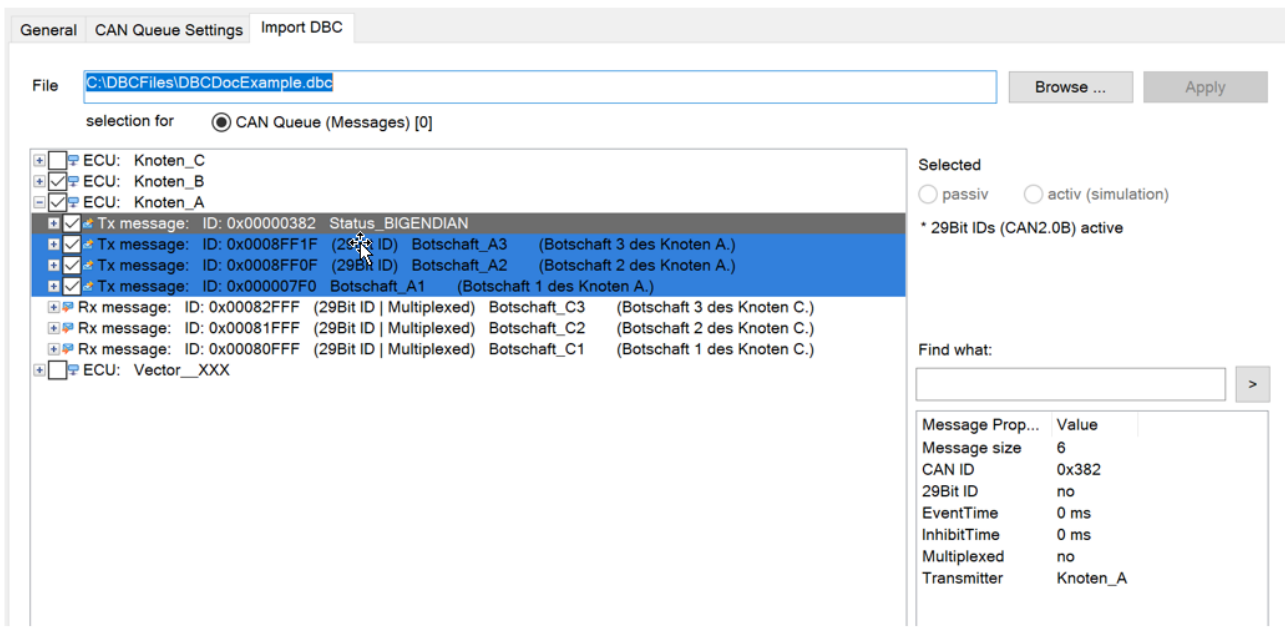 General CAN Queue Settings Import DBC
File C:\DBCFiles\DBCDocExample.dbc Browse ... Apply
selection for CAN Queue (Messages) [0]
ECU: Knoten_C
ECU: Knoten_B
ECU: Knoten_A
Tx message: ID: 0x00000382 Status_BIGENDIAN
Tx message: ID: 0x0008FF1F (29Bit ID) Botschaft_A3 (Botschaft 3 des Knoten A.)
Tx message: ID: 0x0008FF0F (29Bit ID) Botschaft_A2 (Botschaft 2 des Knoten A.)
Tx message: ID: 0x000007F0 Botschaft_A1 (Botschaft 1 des Knoten A.)
Rx message: ID: 0x00082FFF (29Bit ID | Multiplexed) Botschaft_C3 (Botschaft 3 des Knoten C.)
Rx message: ID: 0x00081FFF (29Bit ID | Multiplexed) Botschaft_C2 (Botschaft 2 des Knoten C.)
Rx message: ID: 0x00080FFF (29Bit ID | Multiplexed) Botschaft_C1 (Botschaft 1 des Knoten C.)
ECU: Vector__XXX
Selected
passiv activ (simulation)
* 29Bit IDs (CAN2.0B) active
Find what:
>
Message Prop... Value
Message size 6
CAN ID 0x382
29Bit ID no
EventTime 0 ms
InhibitTime 0 ms
Multiplexed no
Transmitter Knoten_A